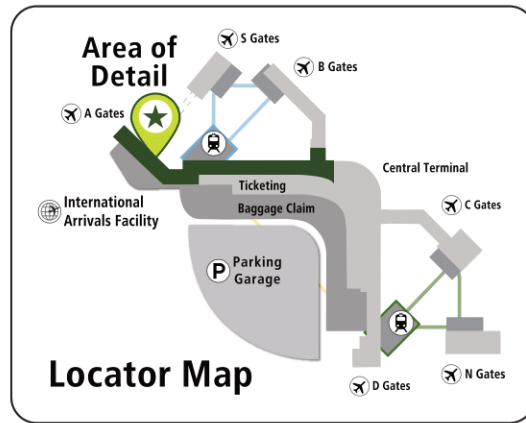 Area of
Detail
S Gates
B Gates
A Gates
Central Terminal
Ticketing
C Gates
International
Arrivals Facility
Baggage Claim
P
Parking
Garage
Locator Map
D Gates
N Gates